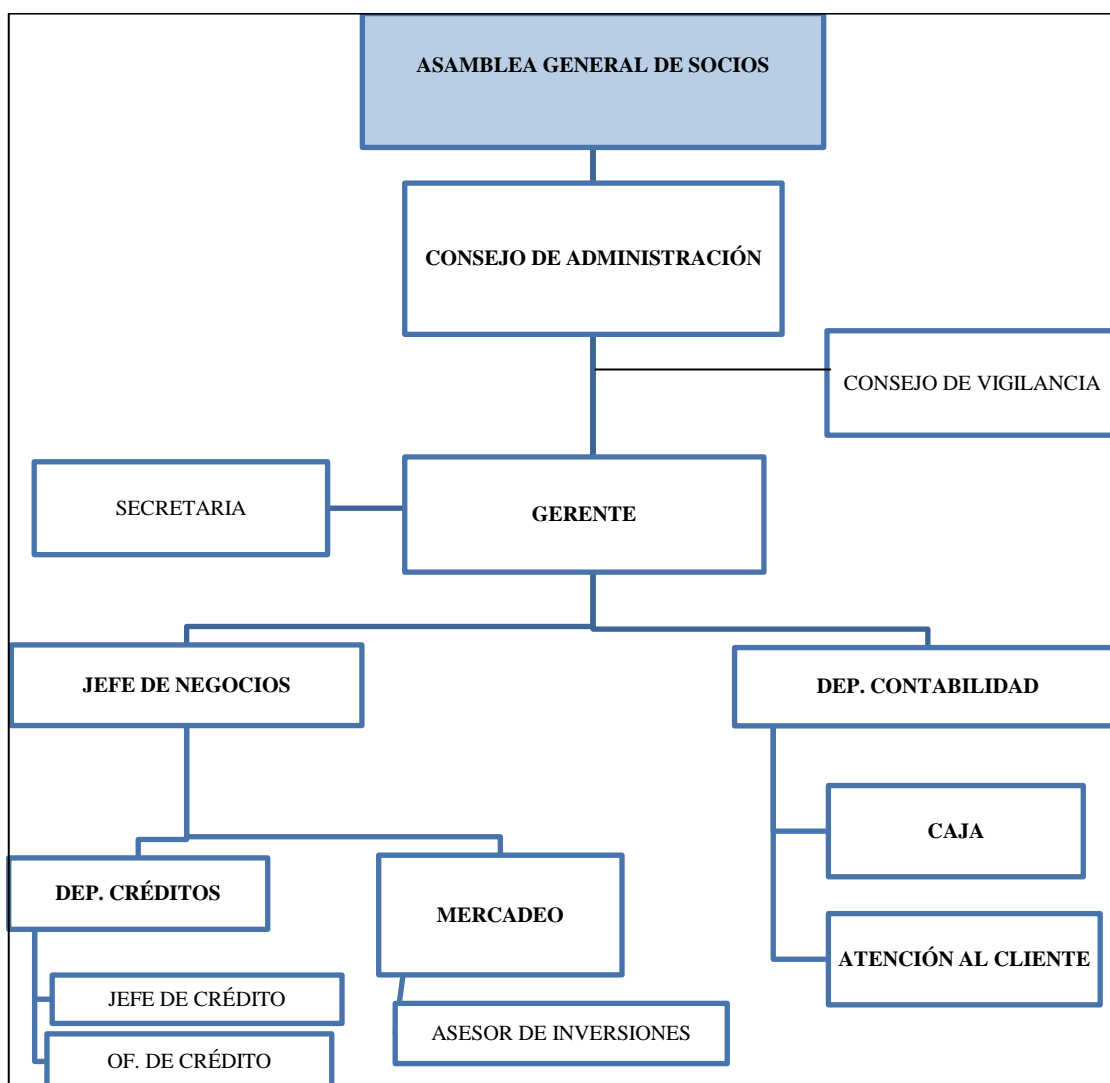 ASAMBLEA GENERAL DE SOCIOS
CONSEJO DE ADMINISTRACIÓN
CONSEJO DE VIGILANCIA
SECRETARIA
GERENTE
JEFE DE NEGOCIOS
DEP. CONTABILIDAD
CAJA
DEP. CRÉDITOS
MERCADEO
ATENCIÓN AL CLIENTE
JEFE DE CRÉDITO
ASESOR DE INVERSIONES
OF. DE CRÉDITO